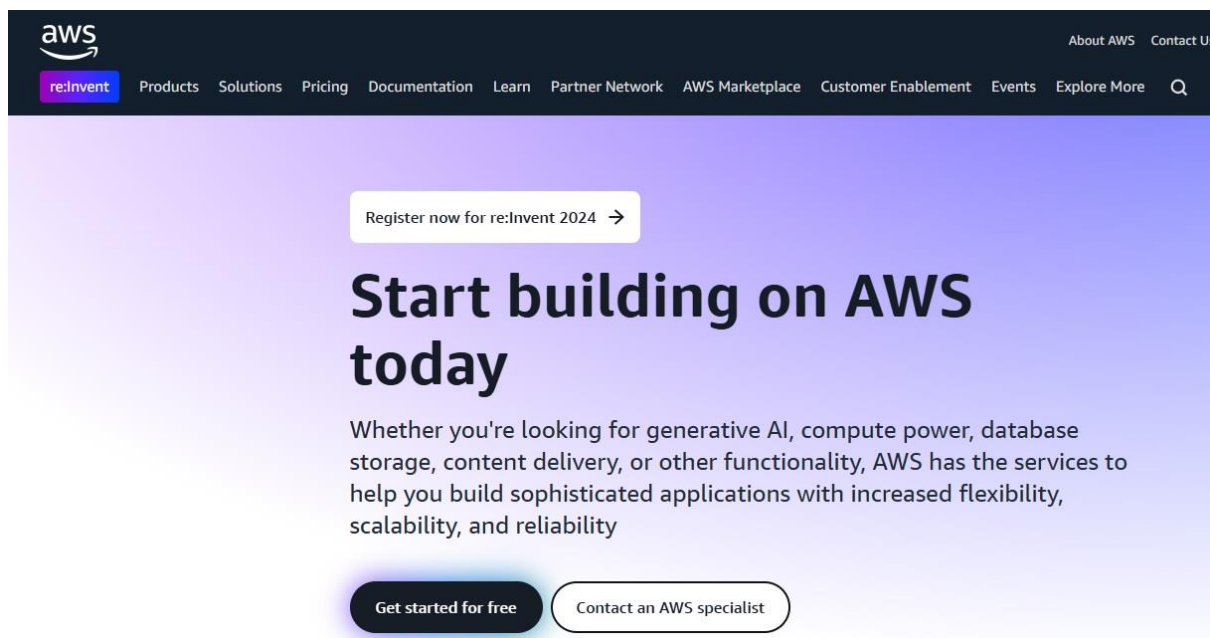 aws
About AWS Contact Us
re:Invent Products Solutions Pricing Documentation Learn Partner Network AWS Marketplace Customer Enablement Events Explore More
Register now for re:Invent 2024 →
Start building on AWS
today
Whether you're looking for generative AI, compute power, database
storage, content delivery, or other functionality, AWS has the services to
help you build sophisticated applications with increased flexibility,
scalability, and reliability
Get started for free Contact an AWS specialist